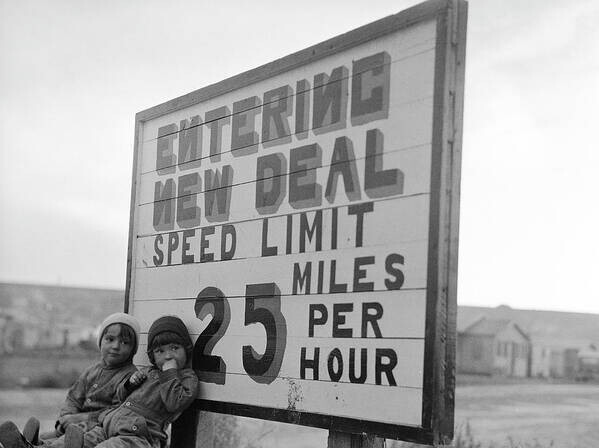 ENTERING
NEW DEAL
SPEED LIMIT
25 MILES
PER
HOUR